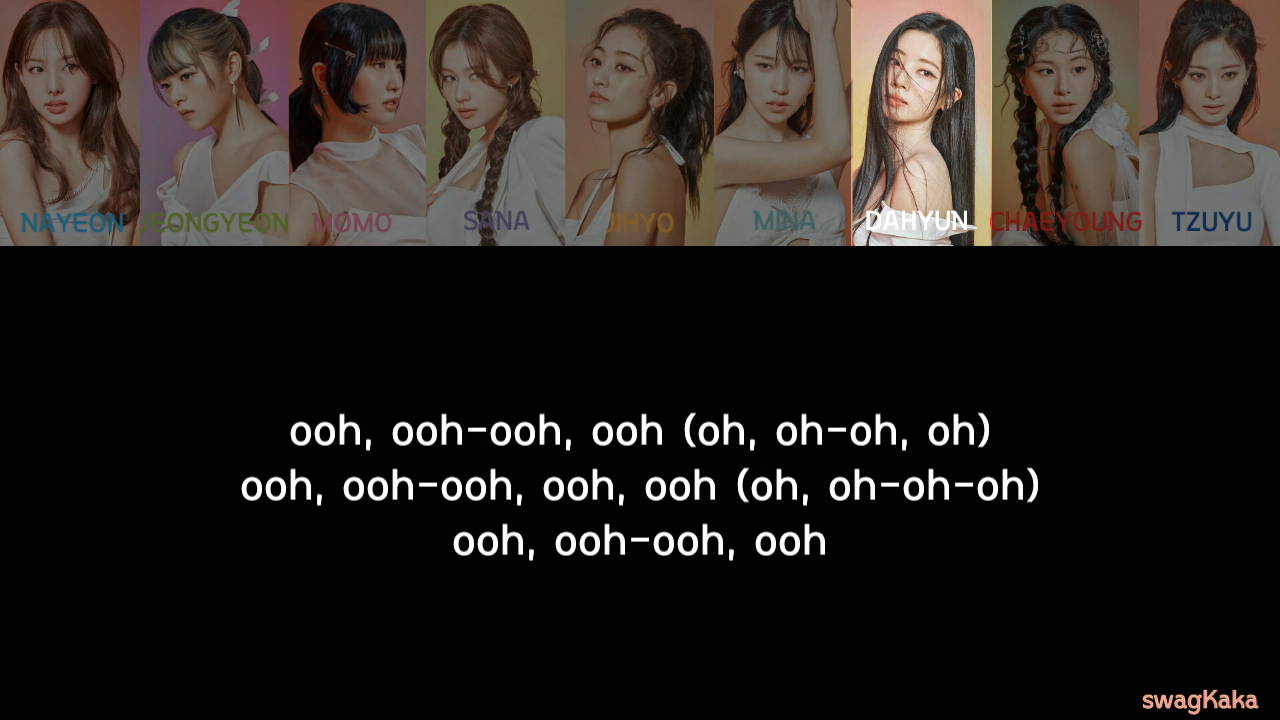 NAYEON JEONGYEON MOMO SANA JIHYO MINA DAHYUN CHAEYOUNG TZUYU
ooh, ooh-ooh, ooh (oh, oh-oh, oh)
ooh, ooh-ooh, ooh, ooh (oh, oh-oh-oh)
ooh, ooh-ooh, ooh
swagKaka